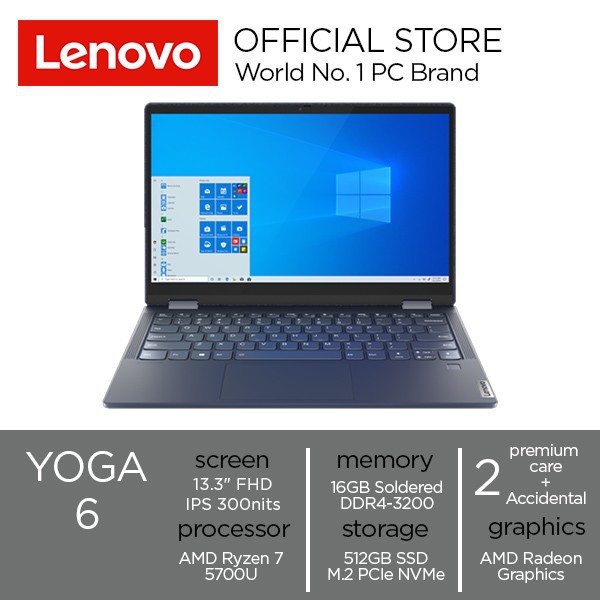 Lenovo
OFFICIAL STORE
World No. 1 PC Brand
Lenovo
YOGA
6
screen
13.3" FHD
IPS 300nits
processor
AMD Ryzen 7
5700U
memory
16GB Soldered
DDR4-3200
storage
512GB SSD
M.2 PCIe NVMe
2
premium
care
+
Accidental
graphics
AMD Radeon
Graphics